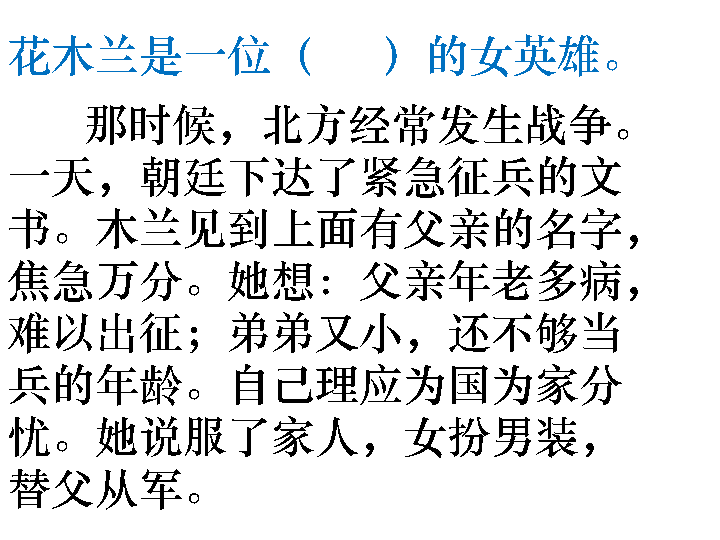 花木兰是一位（　　）的女英雄。
那时候，北方经常发生战争。
一天，朝廷下达了紧急征兵的文
书。木兰见到上面有父亲的名字，
焦急万分。她想：父亲年老多病，
难以出征；弟弟又小，还不够当
兵的年龄。自己理应为国为家分
忧。她说服了家人，女扮男装，
替父从军。